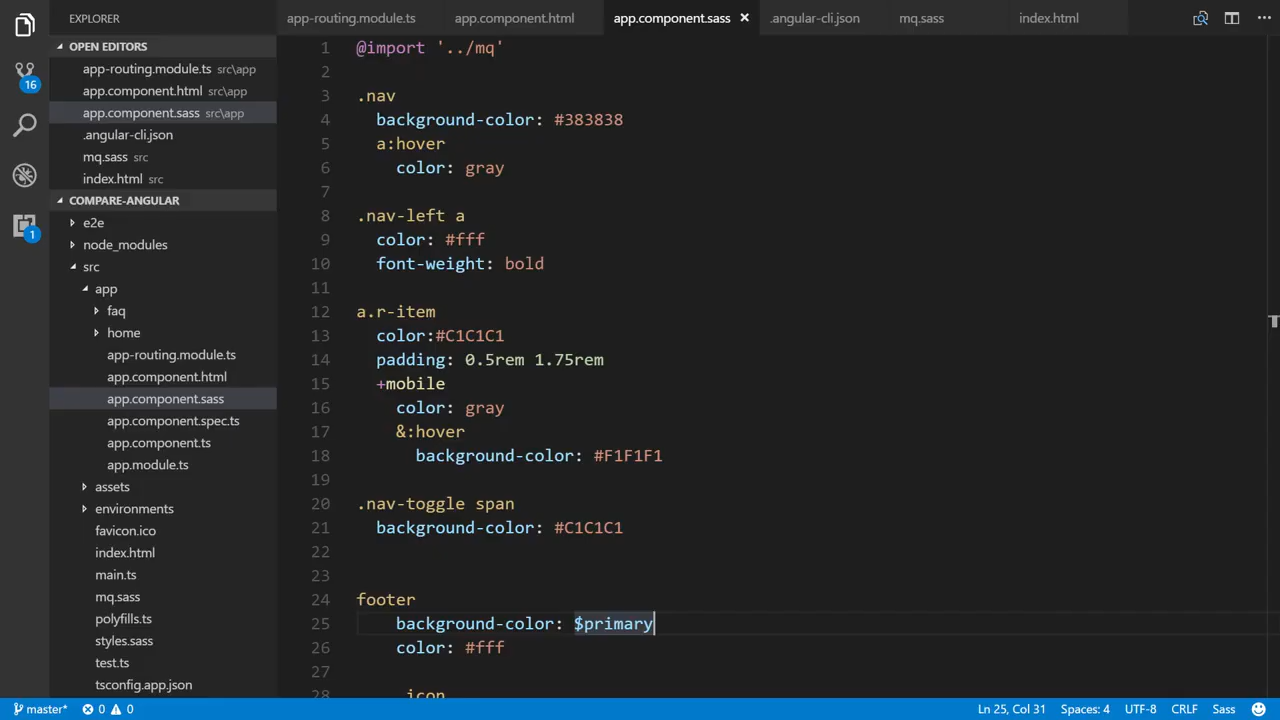 EXPLORER
app-routing.module.ts
app.component.html
app.component.sass
.angular-cli.json
mq.sass
index.html
OPEN EDITORS
app-routing.module.ts src\app
app.component.html src\app
app.component.sass src\app
.angular-cli.json
mq.sass src
index.html src
COMPARE-ANGULAR
e2e
node_modules
src
app
faq
home
app-routing.module.ts
app.component.html
app.component.sass
app.component.spec.ts
app.component.ts
app.module.ts
assets
environments
favicon.ico
index.html
main.ts
mq.sass
polyfills.ts
styles.sass
test.ts
tsconfig.app.json
16
1
1 @import '../mq'
2
3 .nav
4 background-color: #383838
5 a:hover
6 color: gray
7
8 .nav-left a
9 color: #fff
10 font-weight: bold
11
12 a.r-item
13 color:#C1C1C1
14 padding: 0.5rem 1.75rem
15 +mobile
16 color: gray
17 &:hover
18 background-color: #F1F1F1
19
20 .nav-toggle span
21 background-color: #C1C1C1
22
23
24 footer
25 background-color: $primary
26 color: #fff
27
28 .icon
master* 0 0 Ln 25, Col 31 Spaces: 4 UTF-8 CRLF Sass